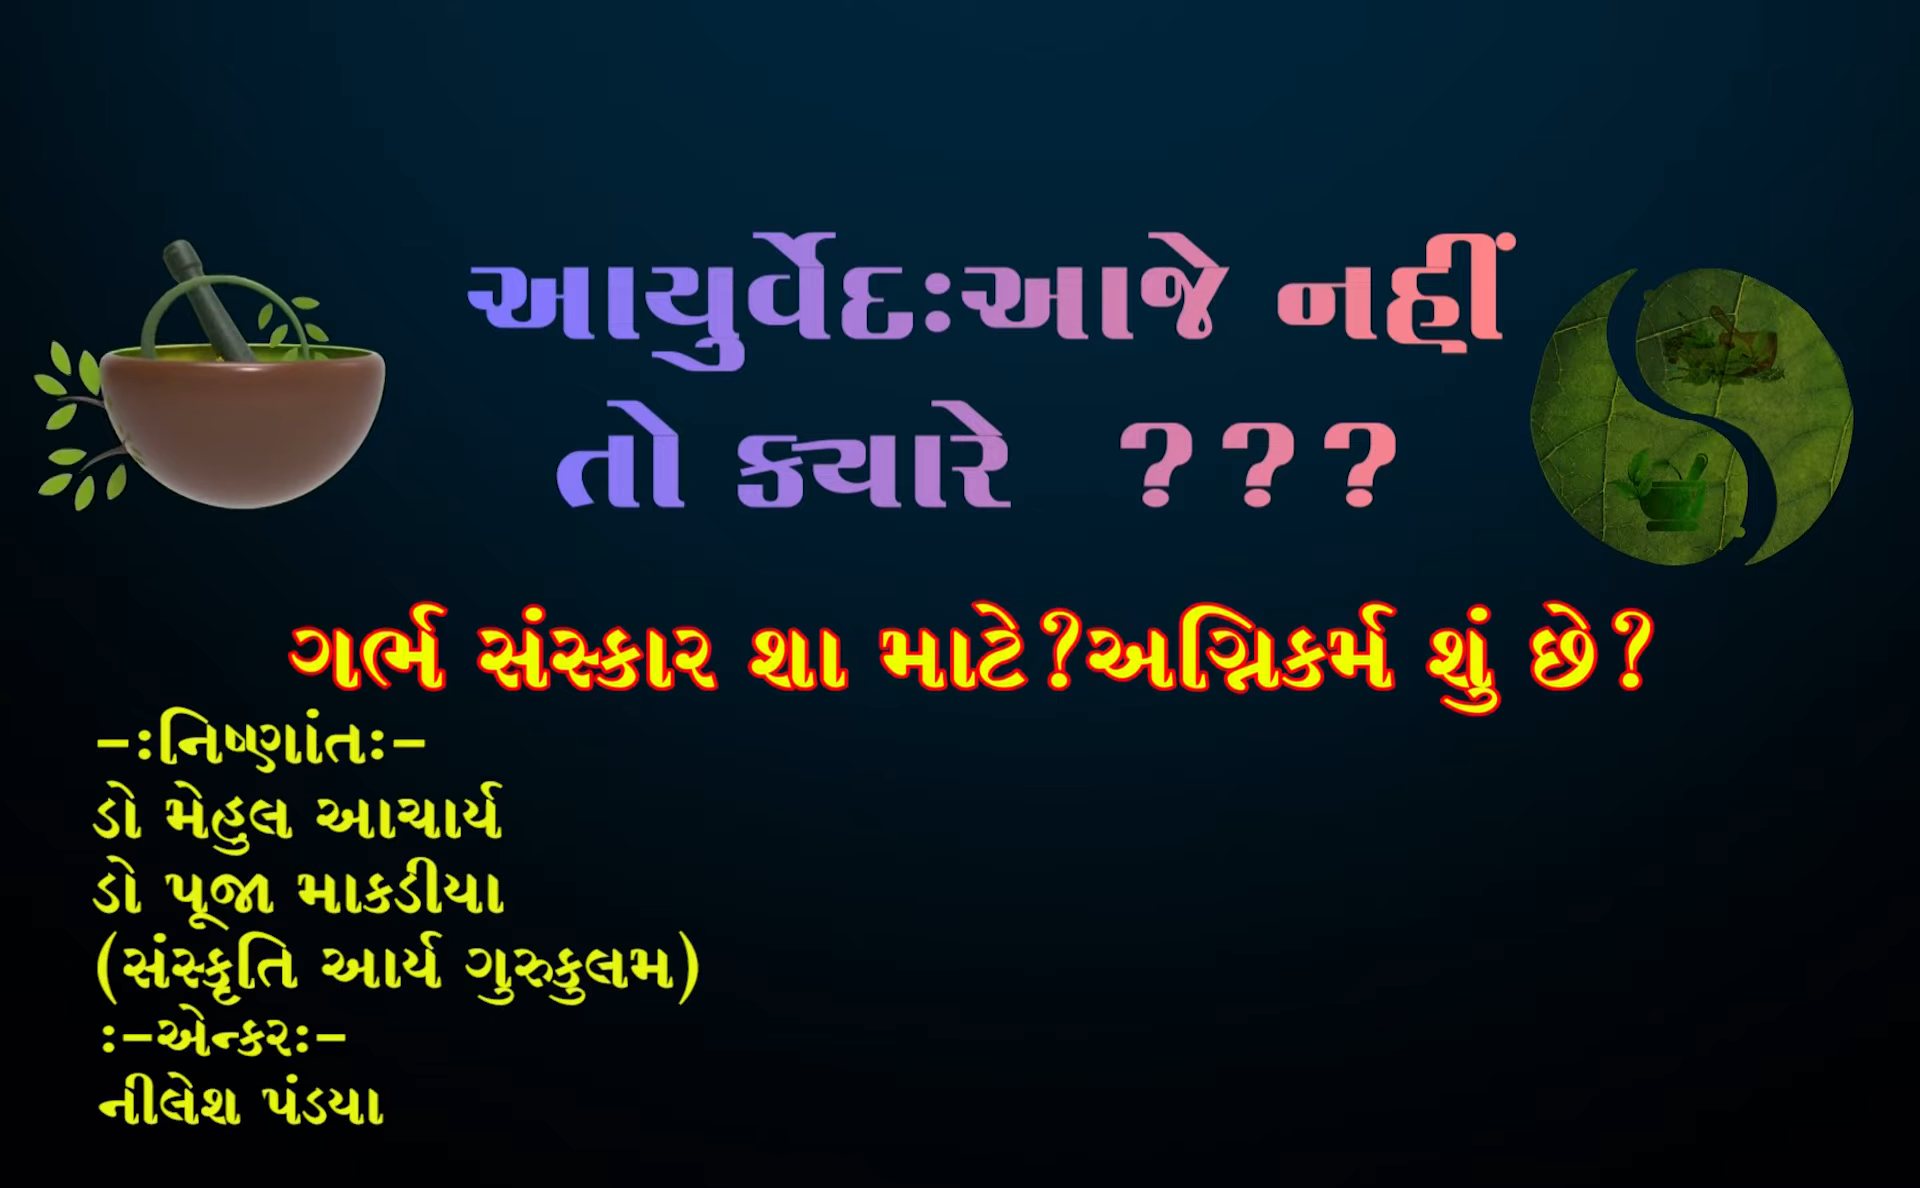 આયુર્વેદઃઆજે નહીં
તો ક્યારે ???
ગર્ભ સંસ્કાર શા માટે?અગ્નિકર્મ શું છે?
-ઃનિષ્ણાંતઃ-
ડો મેહુલ આચાર્ય
ડો પૂજા માકડીયા
(સંસ્કૃતિ આર્ય ગુરુકુલમ)
ઃ-એન્કરઃ-
નીલેશ પંડયા